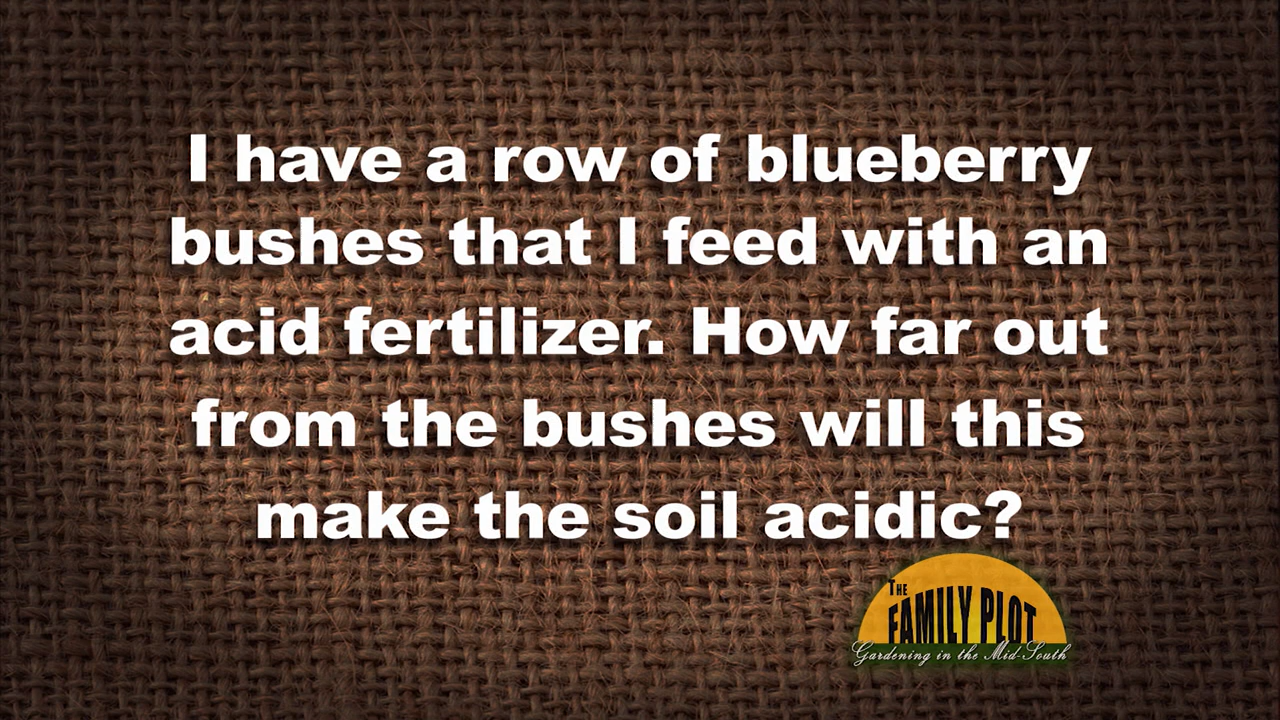 I have a row of blueberry
bushes that I feed with an
acid fertilizer. How far out
from the bushes will this
make the soil acidic?
THE
FAMILY PLOT
Gardening in the Mid-South